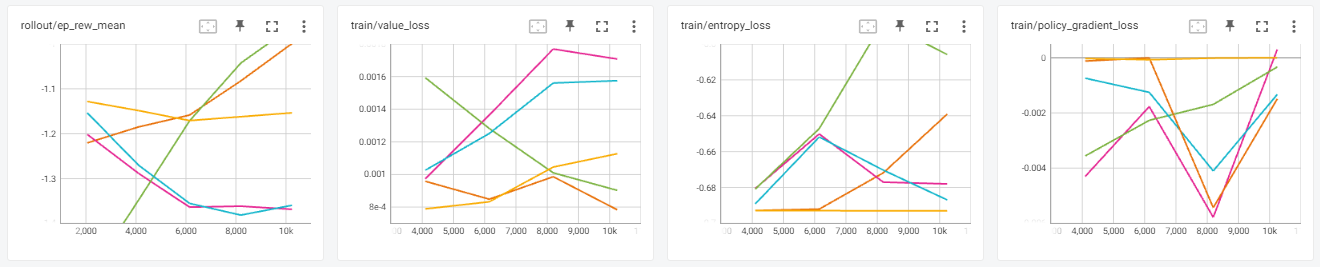 rollout/ep_rew_mean
-1.1
-1.2
-1.3
2,000 4,000 6,000 8,000 10k
train/value_loss
0.0016
0.0014
0.0012
0.001
8e-4
4,000 5,000 6,000 7,000 8,000 9,000 10k
train/entropy_loss
-0.62
-0.64
-0.66
-0.68
4,000 5,000 6,000 7,000 8,000 9,000 10k
train/policy_gradient_loss
0
-0.002
-0.004
4,000 5,000 6,000 7,000 8,000 9,000 10k